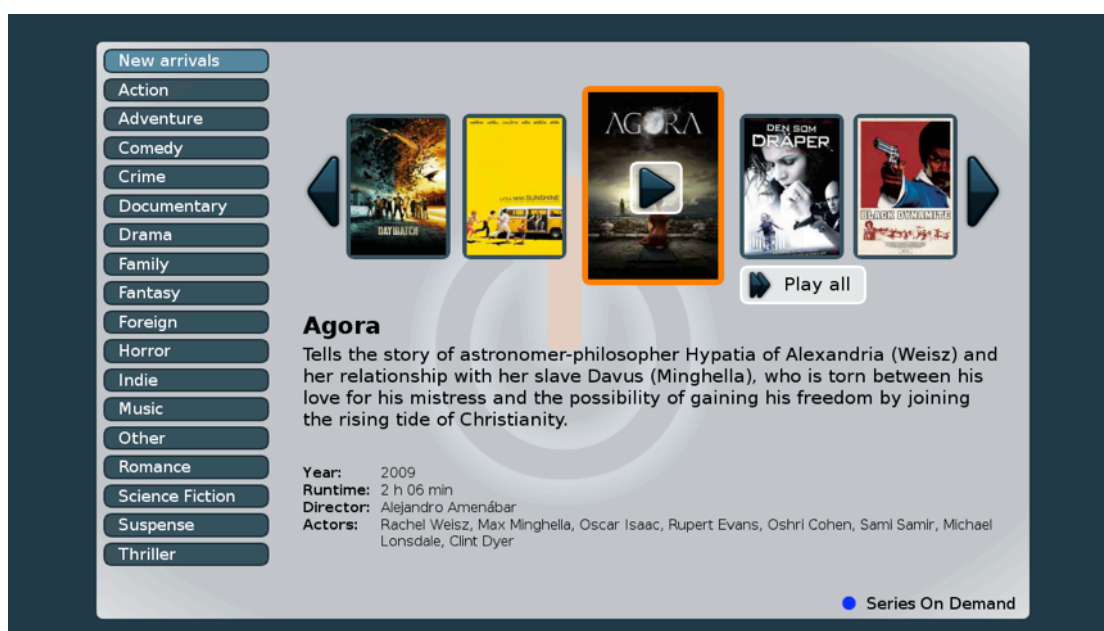 New arrivals
Action
Adventure
Comedy
Crime
Documentary
Drama
Family
Fantasy
Foreign
Horror
Indie
Music
Other
Romance
Science Fiction
Suspense
Thriller
DAY WATCH
LITTLE MISS SUNSHINE
AGORA
DEN SOM
DRÄPER
BLACK DYNAMITE
Play all
Agora
Tells the story of astronomer-philosopher Hypatia of Alexandria (Weisz) and
her relationship with her slave Davus (Minghella), who is torn between his
love for his mistress and the possibility of gaining his freedom by joining
the rising tide of Christianity.
Year: 2009
Runtime: 2 h 06 min
Director: Alejandro Amenábar
Actors: Rachel Weisz, Max Minghella, Oscar Isaac, Rupert Evans, Oshri Cohen, Sami Samir, Michael
Lonsdale, Clint Dyer
Series On Demand